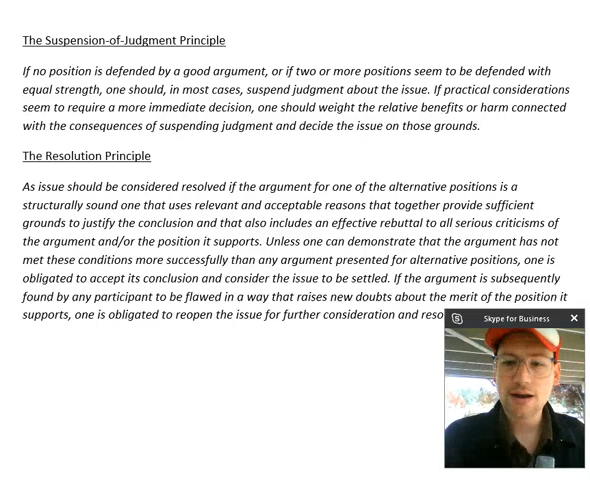 The Suspension-of-Judgment Principle
If no position is defended by a good argument, or if two or more positions seem to be defended with
equal strength, one should, in most cases, suspend judgment about the issue. If practical considerations
seem to require a more immediate decision, one should weight the relative benefits or harm connected
with the consequences of suspending judgment and decide the issue on those grounds.
The Resolution Principle
As issue should be considered resolved if the argument for one of the alternative positions is a
structurally sound one that uses relevant and acceptable reasons that together provide sufficient
grounds to justify the conclusion and that also includes an effective rebuttal to all serious criticisms of
the argument and/or the position it supports. Unless one can demonstrate that the argument has not
met these conditions more successfully than any argument presented for alternative positions, one is
obligated to accept its conclusion and consider the issue to be settled. If the argument is subsequently
found by any participant to be flawed in a way that raises new doubts about the merit of the position it
supports, one is obligated to reopen the issue for further consideration and reso
Skype for Business